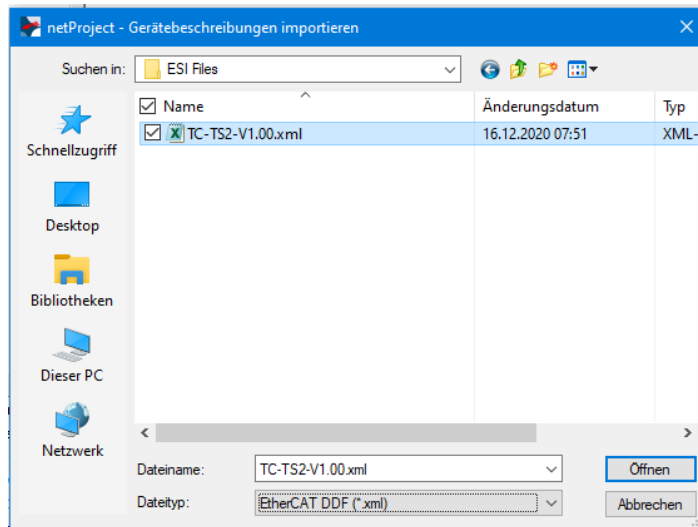 netProject - Gerätebeschreibungen importieren
Suchen in: ESI Files
Name Änderungsdatum Typ
TC-TS2-V1.00.xml 16.12.2020 07:51 XML-
Schnellzugriff
Desktop
Bibliotheken
Dieser PC
Netzwerk
Dateiname: TC-TS2-V1.00.xml Öffnen
Dateityp: EtherCAT DDF (*.xml) Abbrechen